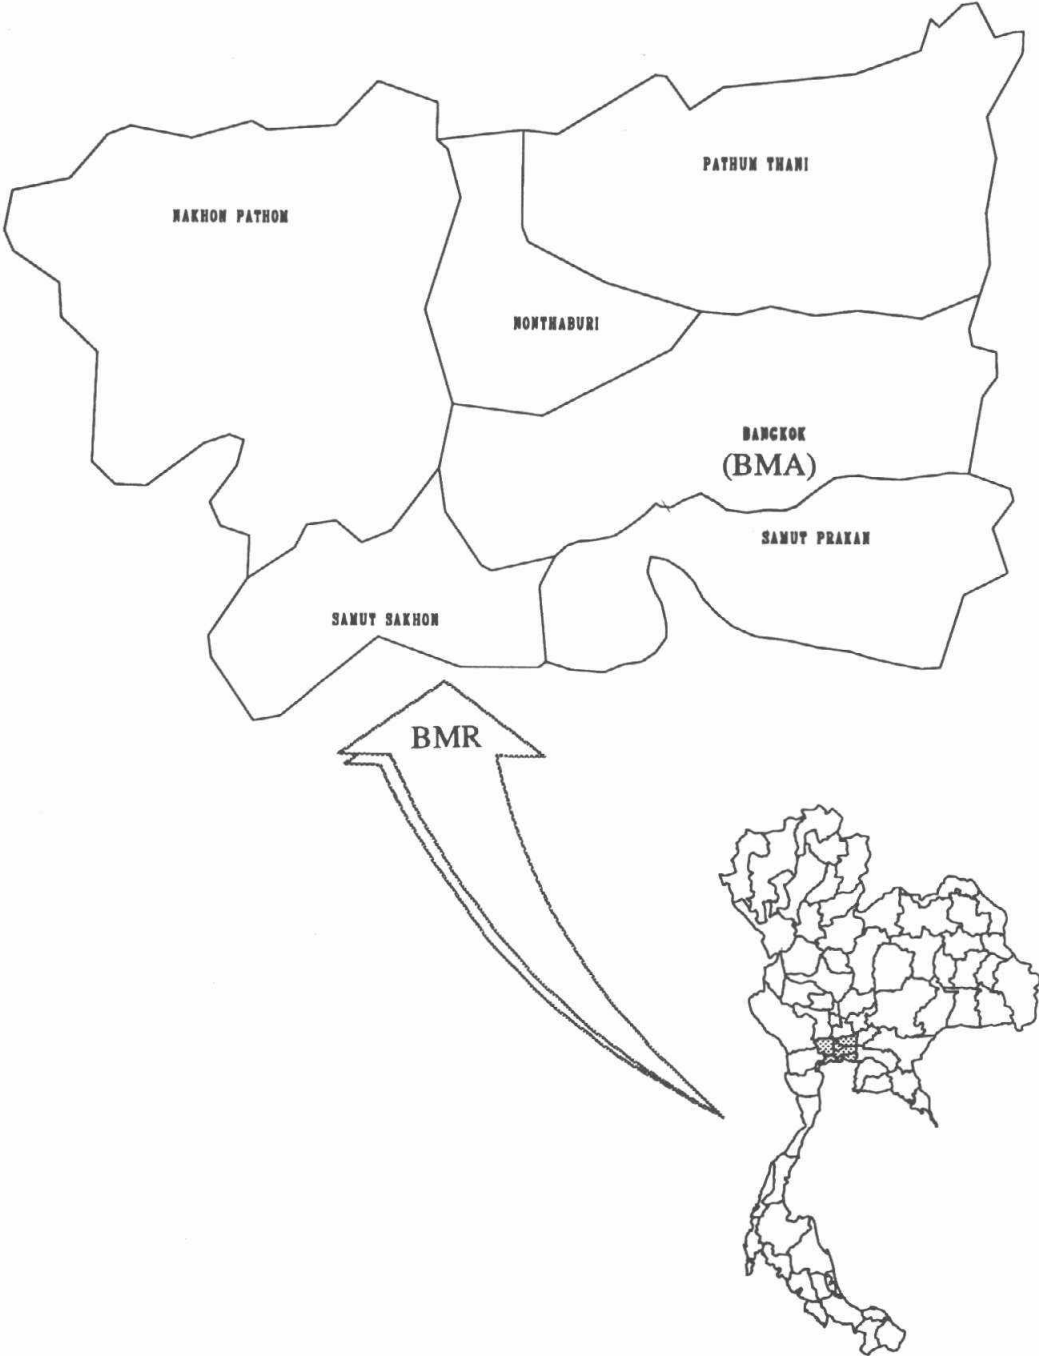 PATHUM THANI
NAKHON PATHOM
NONTHABURI
BANGKOK
(BMA)
SAMUT PRAKAN
SAMUT SAKHON
BMR